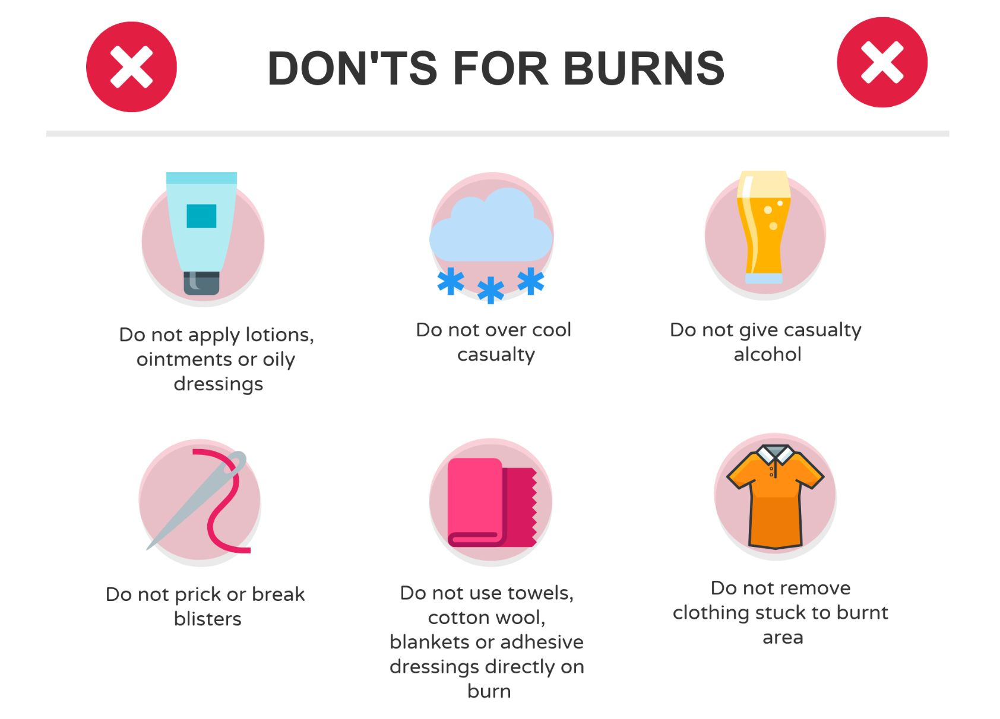 DON'TS FOR BURNS
Do not apply lotions,
ointments or oily
dressings
Do not over cool
casualty
Do not give casualty
alcohol
Do not prick or break
blisters
Do not use towels,
cotton wool,
blankets or adhesive
dressings directly on
burn
Do not remove
clothing stuck to burnt
area